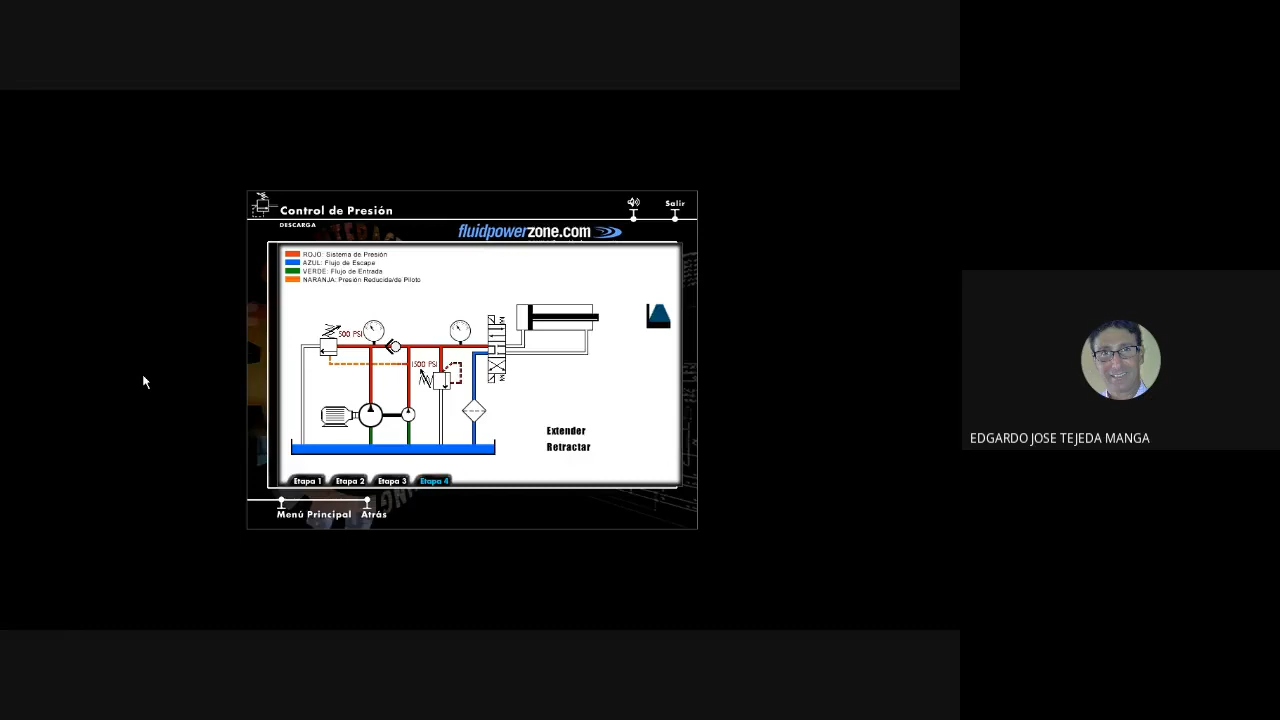 Control de Presión
Salir
DESCARGA
fluidpowerzone.com
ROJO: Sistema de Presión
AZUL: Flujo de Escape
VERDE: Flujo de Entrada
NARANJA: Presión Reducida/de Piloto
500 PSI
1500 PSI
Extender
Retractar
Etapa 1 Etapa 2 Etapa 3 Etapa 4
Menú Principal Atrás
EDGARDO JOSE TEJEDA MANGA